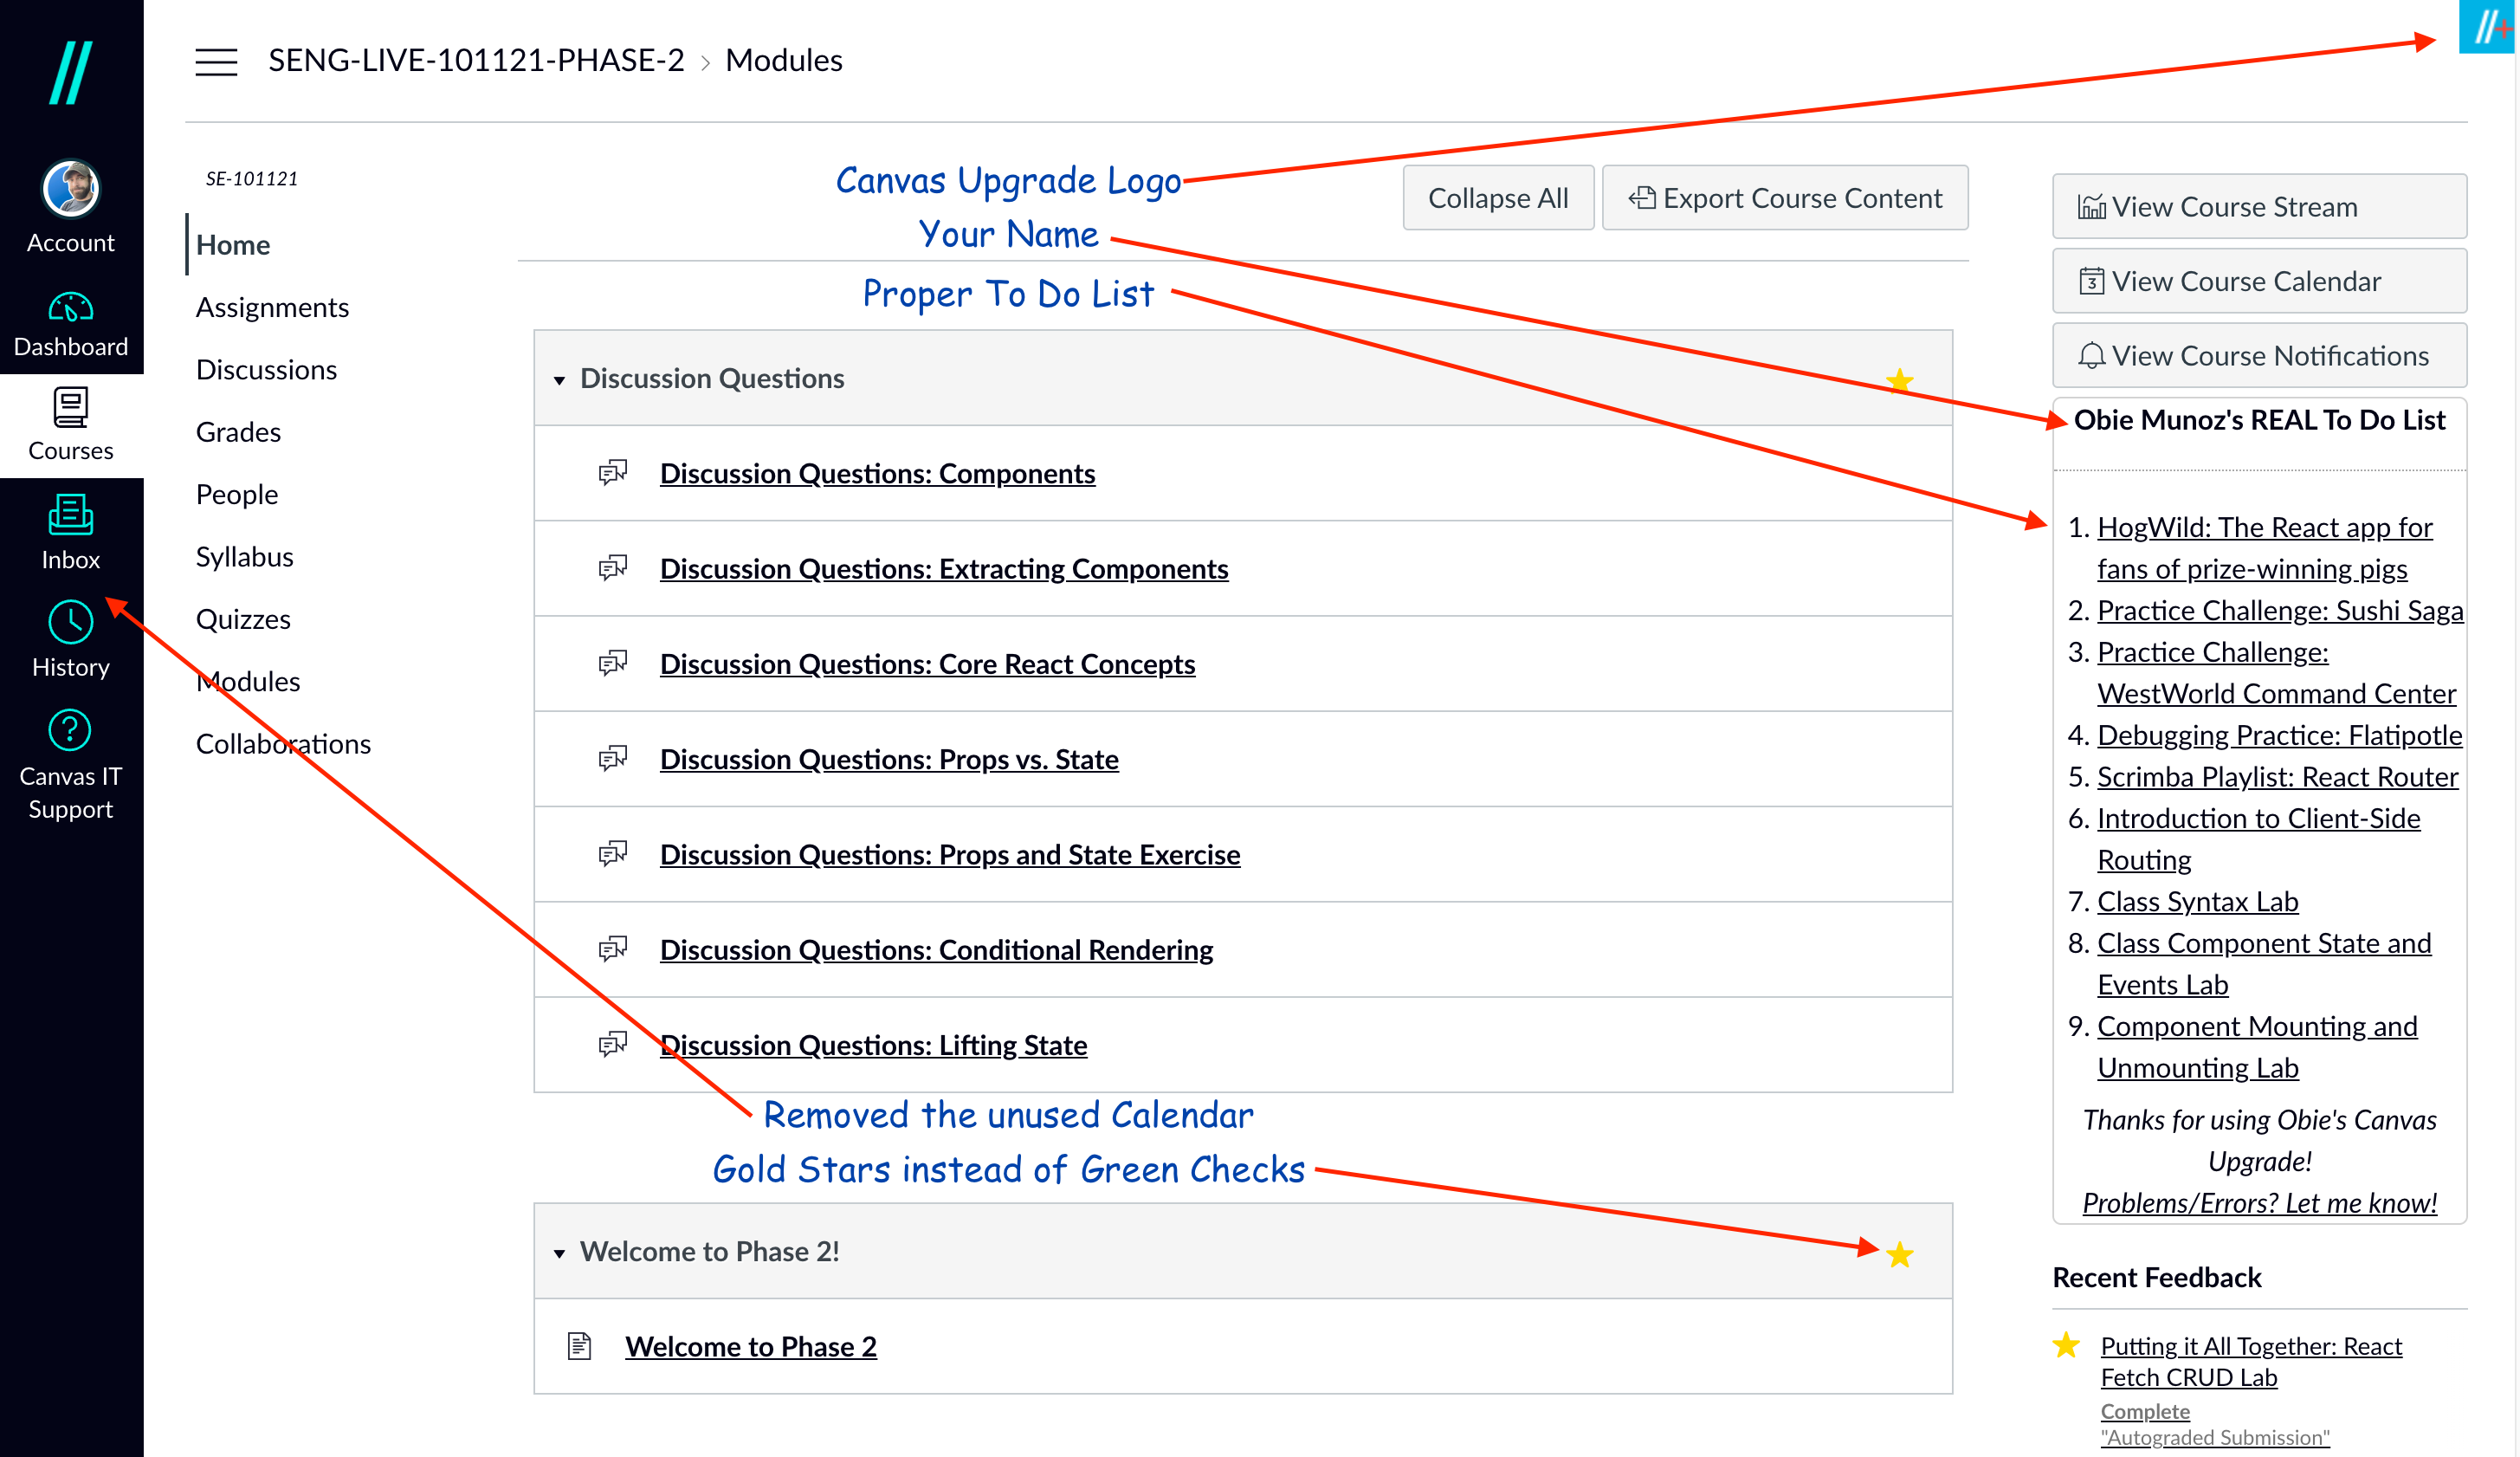 SENG-LIVE-101121-PHASE-2 › Modules
Account
Dashboard
Courses
Inbox
History
Canvas IT
Support
SE-101121
Home
Assignments
Discussions
Grades
People
Syllabus
Quizzes
Modules
Collaborations
Canvas Upgrade Logo
Your Name
Proper To Do List
Collapse All
Export Course Content
Discussion Questions
Discussion Questions: Components
Discussion Questions: Extracting Components
Discussion Questions: Core React Concepts
Discussion Questions: Props vs. State
Discussion Questions: Props and State Exercise
Discussion Questions: Conditional Rendering
Discussion Questions: Lifting State
Removed the unused Calendar
Gold Stars instead of Green Checks
Welcome to Phase 2!
Welcome to Phase 2
View Course Stream
3
View Course Calendar
View Course Notifications
Obie Munoz's REAL To Do List
1. HogWild: The React app for
fans of prize-winning pigs
2. Practice Challenge: Sushi Saga
3. Practice Challenge:
WestWorld Command Center
4. Debugging Practice: Flatipotle
5. Scrimba Playlist: React Router
6. Introduction to Client-Side
Routing
7. Class Syntax Lab
8. Class Component State and
Events Lab
9. Component Mounting and
Unmounting Lab
Thanks for using Obie's Canvas
Upgrade!
Problems/Errors? Let me know!
Recent Feedback
Putting it All Together: React
Fetch CRUD Lab
Complete
"Autograded Submission"